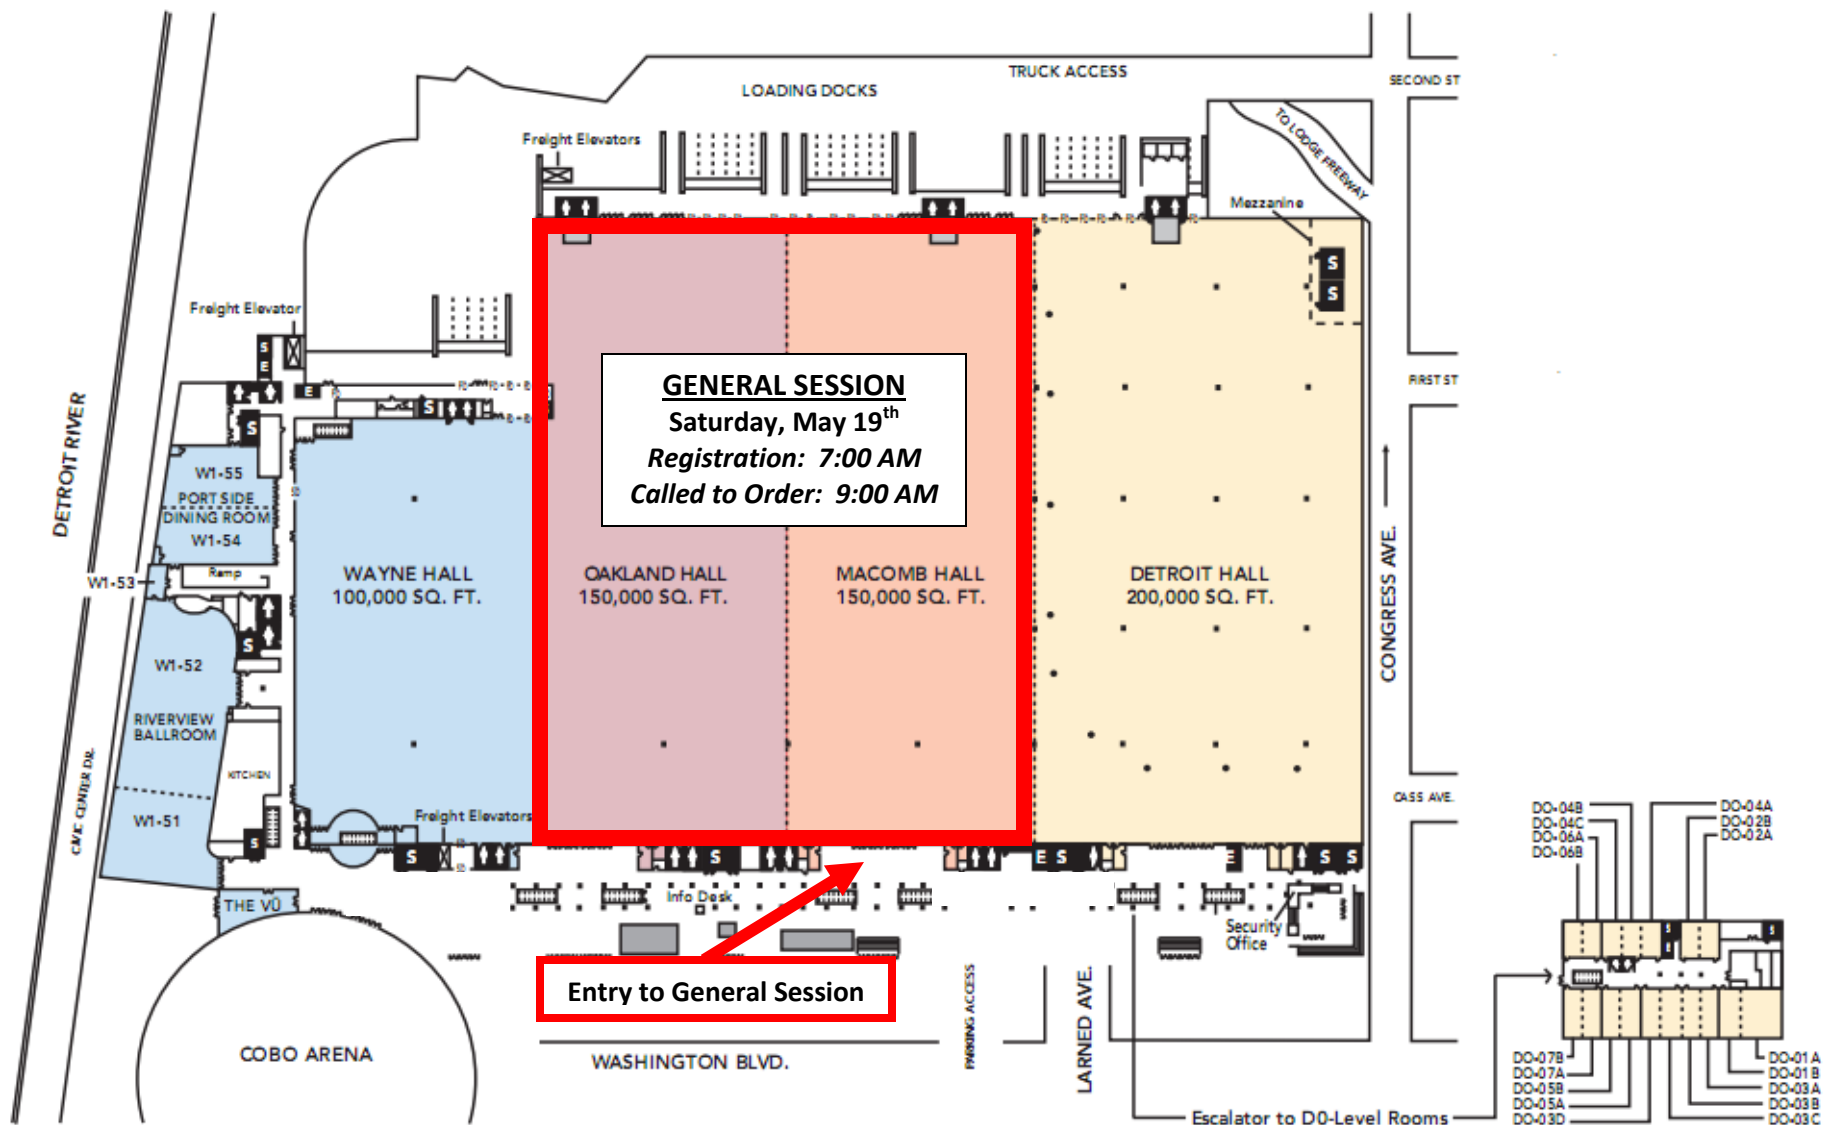 TRUCK ACCESS
SECOND ST
LOADING DOCKS
Freight Elevators
TO LODGE FREEWAY
Mezzanine
S
S
Freight Elevator
S
E
E
FIRST ST
GENERAL SESSION
Saturday, May 19th
Registration: 7:00 AM
Called to Order: 9:00 AM
S
S
DETROIT RIVER
W1-55
PORT SIDE
DINING ROOM
W1-54
Ramp
W1-53
WAYNE HALL
100,000 SQ. FT.
OAKLAND HALL
150,000 SQ. FT.
MACOMB HALL
150,000 SQ. FT.
DETROIT HALL
200,000 SQ. FT.
CONGRESS AVE.
S
W1-52
RIVERVIEW
BALLROOM
KITCHEN
CIVIC CENTER DR.
W1-51
Freight Elevators
CASS AVE.
S
S
S
E S
E
S S
THE VÛ
Info Desk
Security
Office
Entry to General Session
COBO ARENA
WASHINGTON BLVD.
PARKING ACCESS
LARNED AVE.
Escalator to D0-Level Rooms
DO-04B
DO-04C
DO-06A
DO-06B
DO-04A
DO-02B
DO-02A
S
E
S
DO-07B
DO-07A
DO-05B
DO-05A
DO-03D
DO-01A
DO-01B
DO-03A
DO-03B
DO-03C